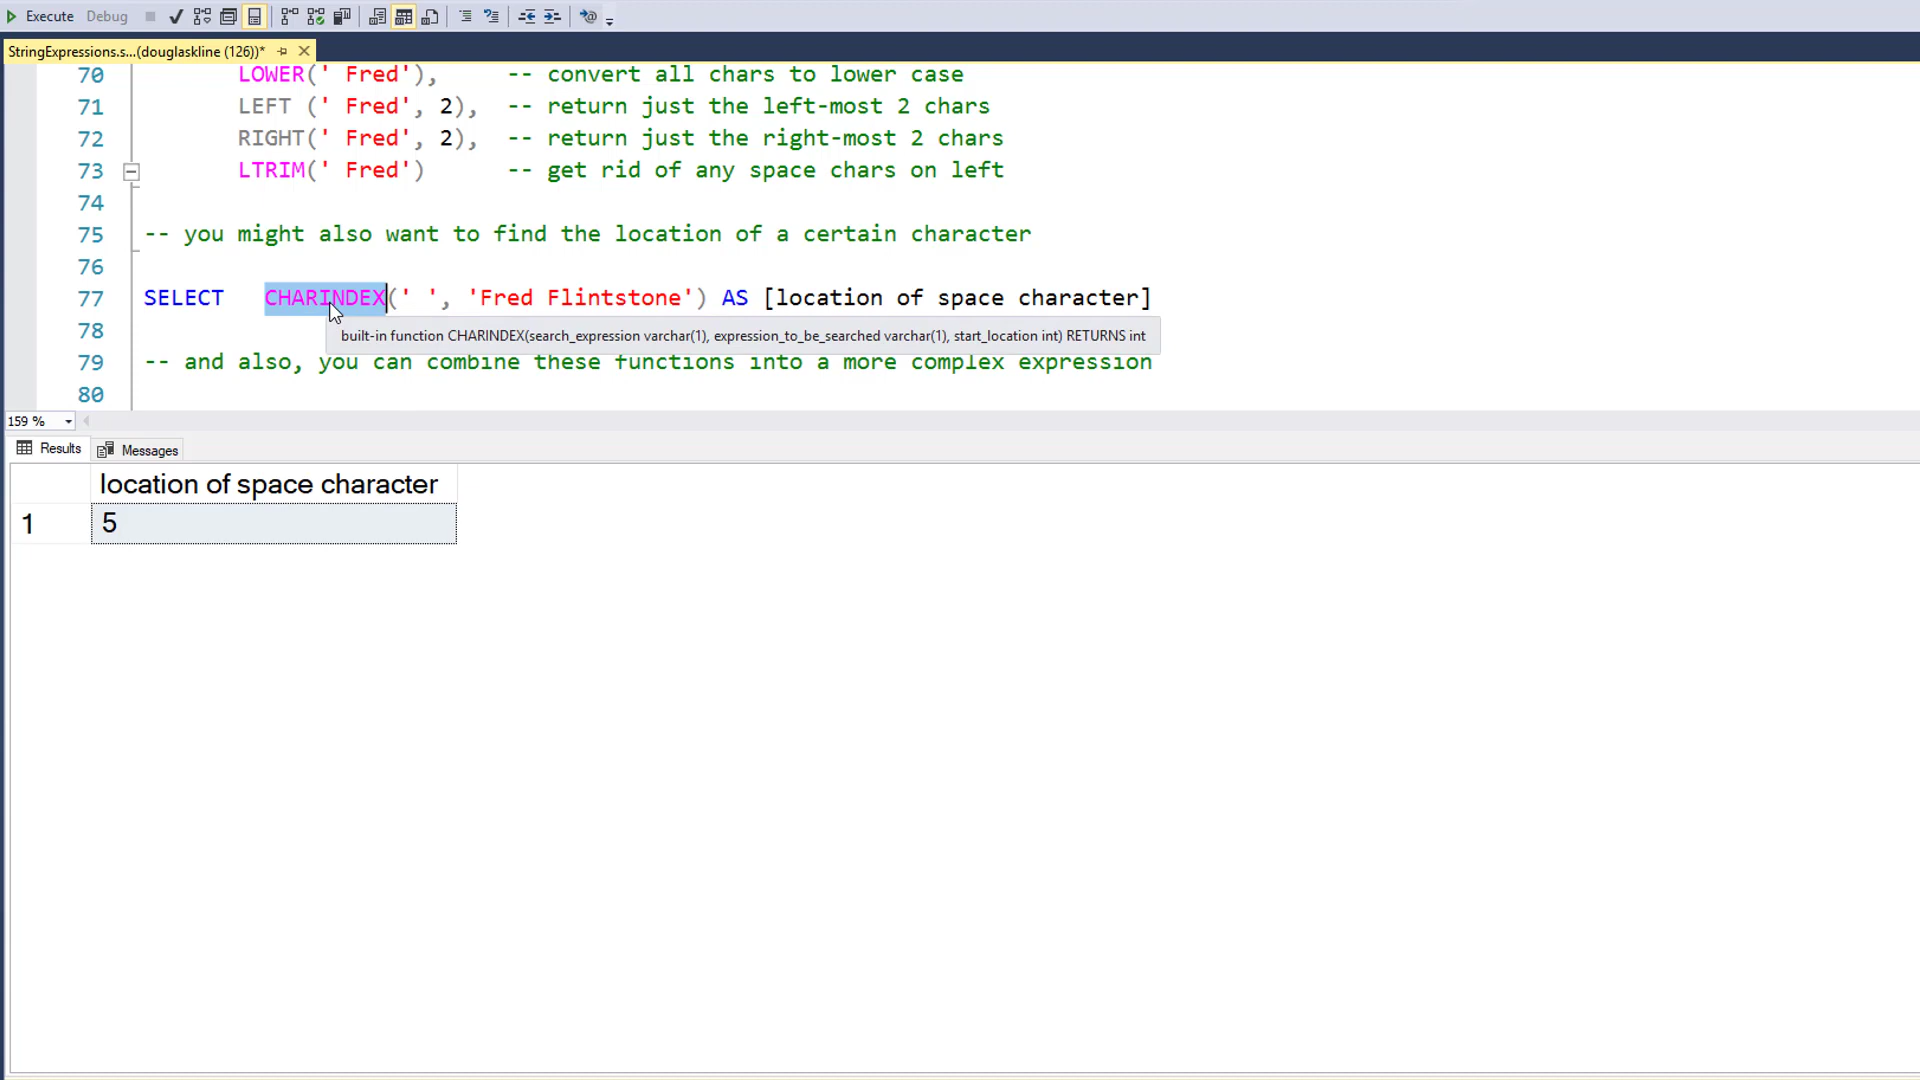 Execute Debug
StringExpressions.s...(douglaskline (126))*
70 LOWER(' Fred'), -- convert all chars to lower case
71 LEFT (' Fred', 2), -- return just the left-most 2 chars
72 RIGHT(' Fred', 2), -- return just the right-most 2 chars
73 LTRIM(' Fred') -- get rid of any space chars on left
74
75 -- you might also want to find the location of a certain character
76
77 SELECT CHARINDEX(' ', 'Fred Flintstone') AS [location of space character]
78
built-in function CHARINDEX(search_expression varchar(1), expression_to_be_searched varchar(1), start_location int) RETURNS int
79 -- and also, you can combine these functions into a more complex expression
80
159 %
Results Messages
location of space character
1 5